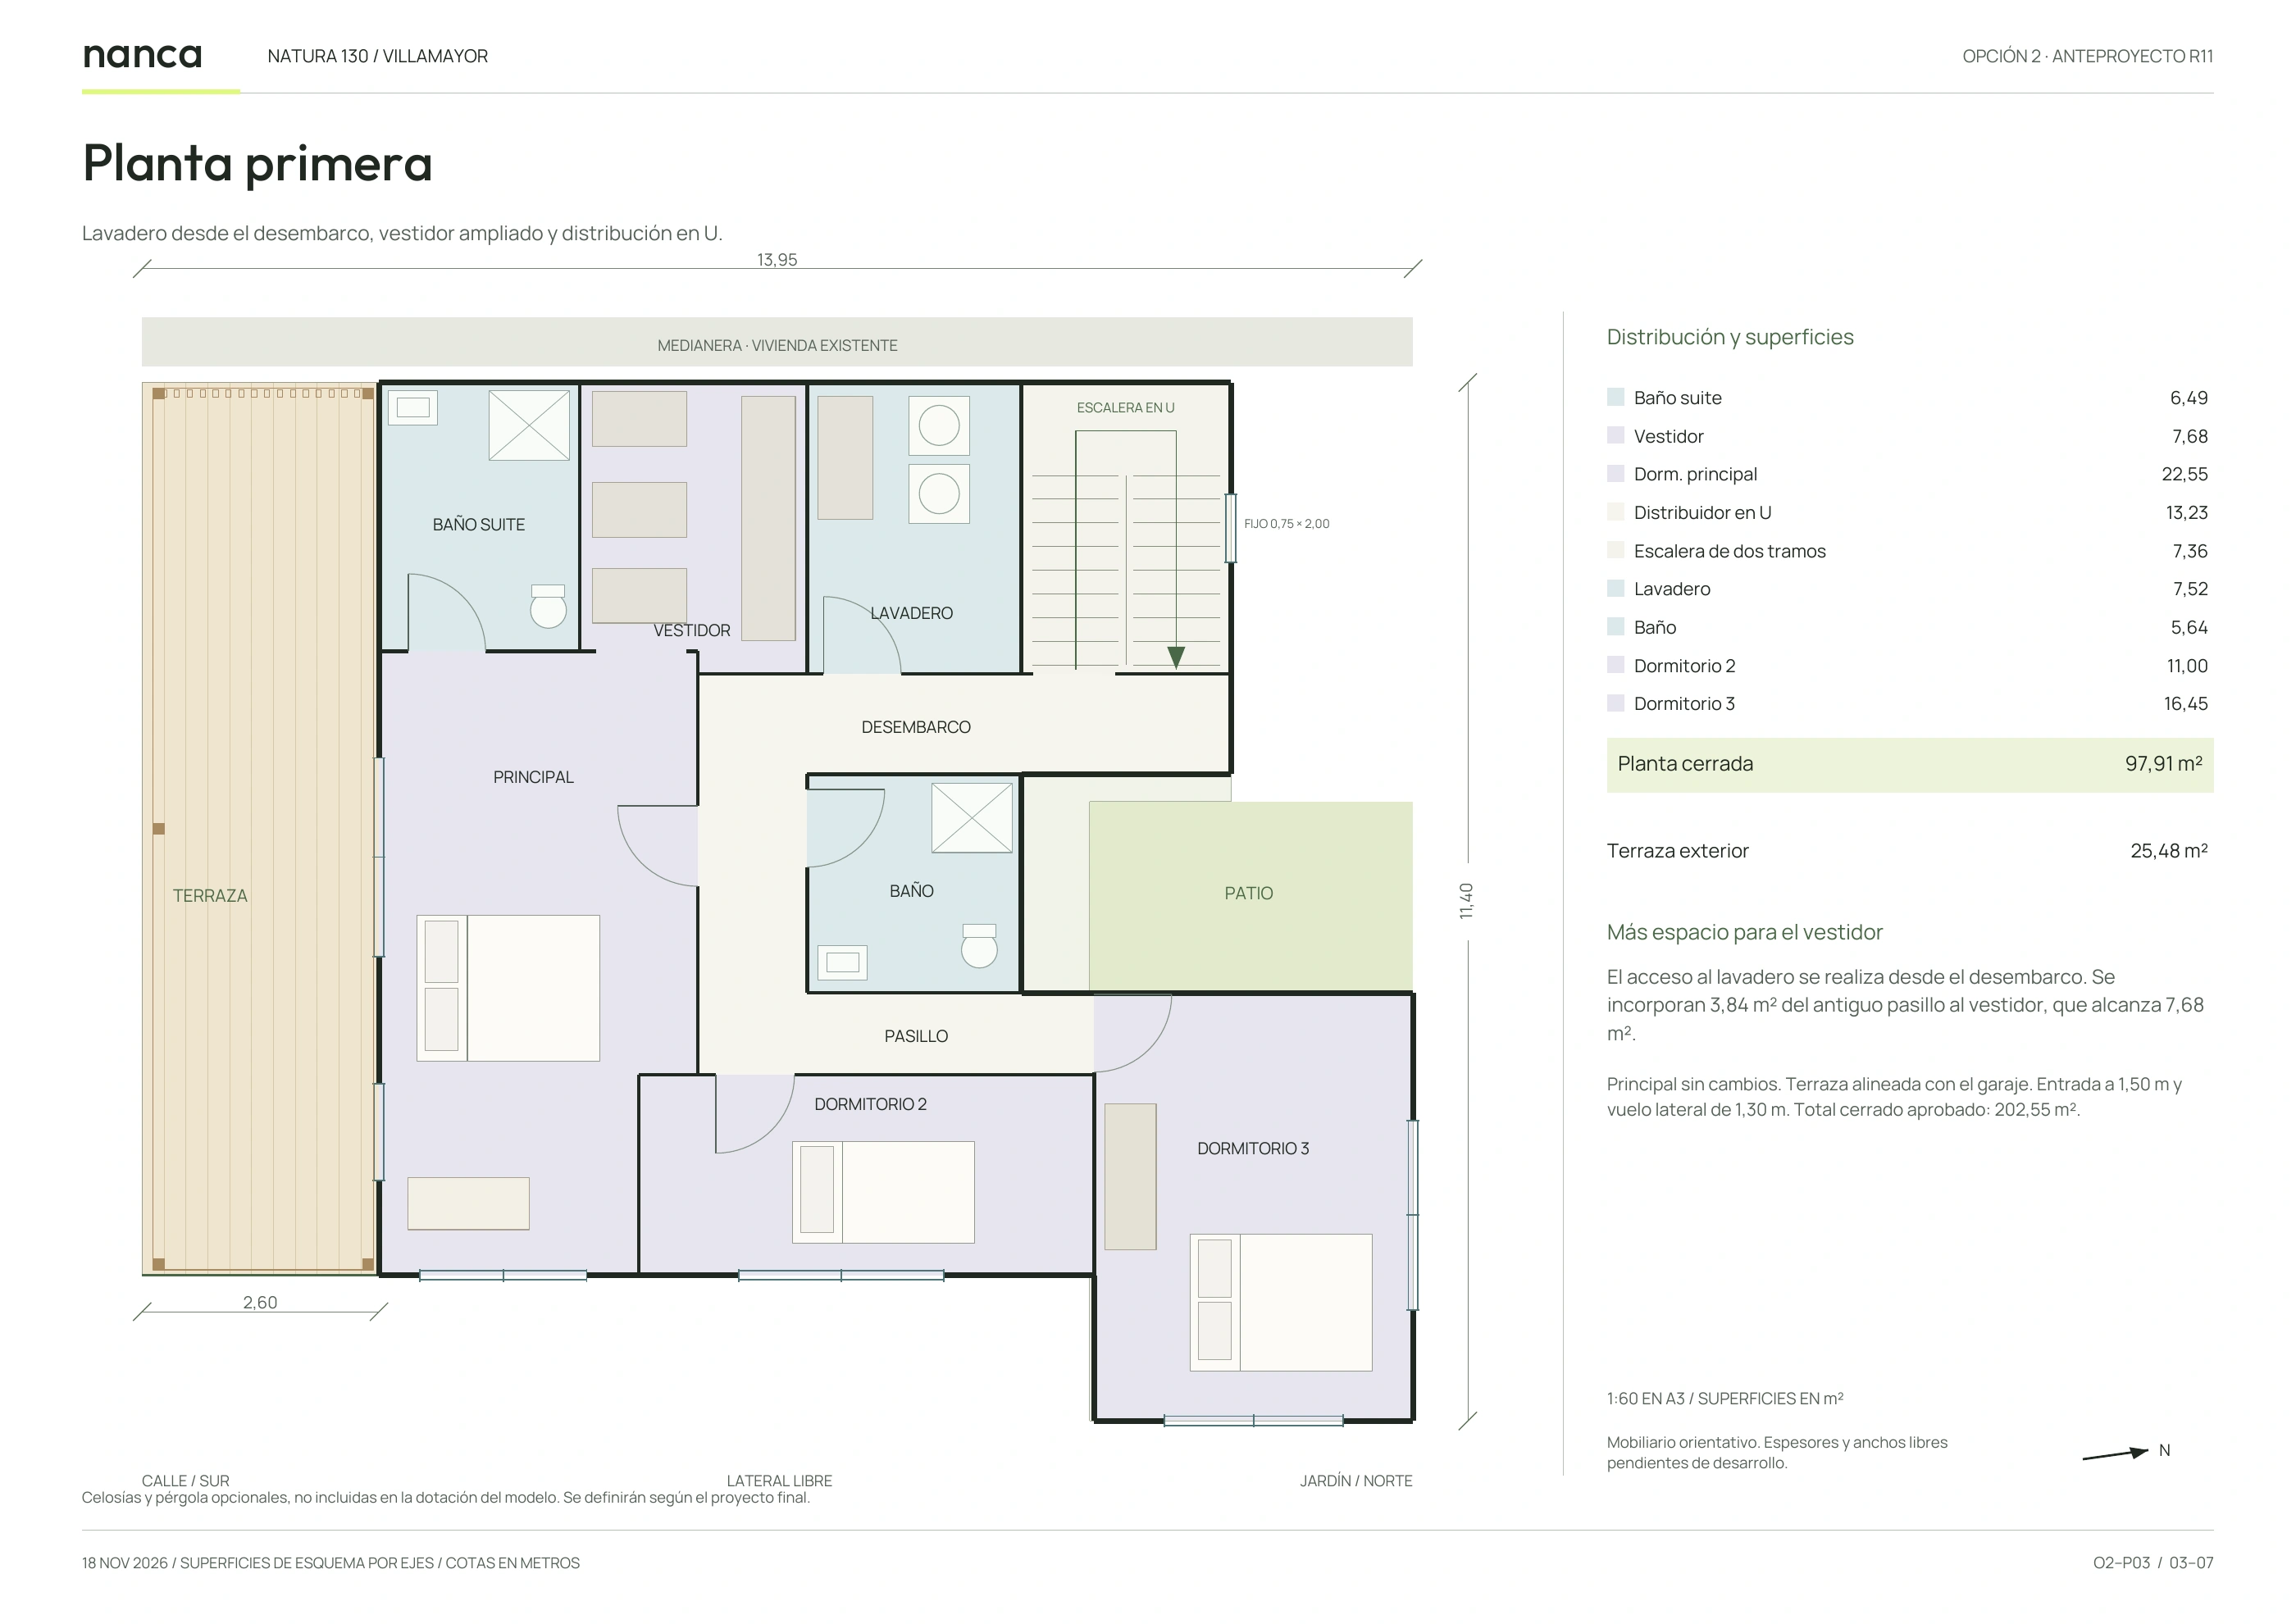 nanca
NATURA 130 / VILLAMAYOR
OPCIÓN 2 · ANTEPROYECTO R11
Planta primera
Lavadero desde el desembarco, vestidor ampliado y distribución en U.
13,95
MEDIANERA · VIVIENDA EXISTENTE
ESCALERA EN U
BAÑO SUITE
FIJO 0,75 × 2,00
LAVADERO
VESTIDOR
DESEMBARCO
PRINCIPAL
BAÑO
PATIO
TERRAZA
11,40
PASILLO
DORMITORIO 2
DORMITORIO 3
2,60
CALLE / SUR
LATERAL LIBRE
JARDÍN / NORTE
Celosías y pérgola opcionales, no incluidas en la dotación del modelo. Se definirán según el proyecto final.
Distribución y superficies
Baño suite 6,49
Vestidor 7,68
Dorm. principal 22,55
Distribuidor en U 13,23
Escalera de dos tramos 7,36
Lavadero 7,52
Baño 5,64
Dormitorio 2 11,00
Dormitorio 3 16,45
Planta cerrada 97,91 m²
Terraza exterior 25,48 m²
Más espacio para el vestidor
El acceso al lavadero se realiza desde el desembarco. Se
incorporan 3,84 m² del antiguo pasillo al vestidor, que alcanza 7,68
m².
Principal sin cambios. Terraza alineada con el garaje. Entrada a 1,50 m y
vuelo lateral de 1,30 m. Total cerrado aprobado: 202,55 m².
1:60 EN A3 / SUPERFICIES EN m²
Mobiliario orientativo. Espesores y anchos libres
pendientes de desarrollo.
N
18 NOV 2026 / SUPERFICIES DE ESQUEMA POR EJES / COTAS EN METROS
O2-P03 / 03-07